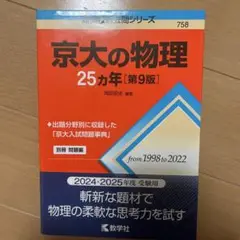 758
京大の物理
25カ年[第9版]
編著
◆出題分野別に収録した
「京大入試問題事典」
別冊 問題編
from 1998 to 2022
2024・2025年度 受験用
斬新な題材で
物理の柔軟な思考力を試す
教学社